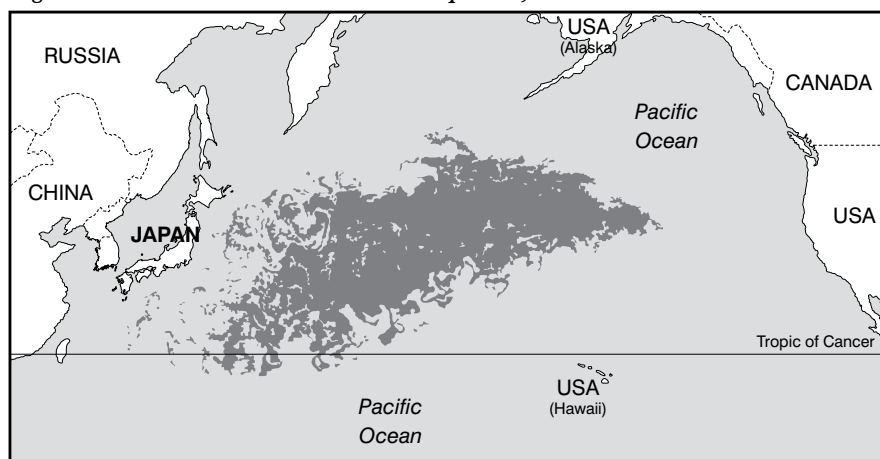 RUSSIA
USA
(Alaska)
CANADA
Pacific
Ocean
CHINA
JAPAN
USA
Tropic of Cancer
USA
(Hawaii)
Pacific
Ocean